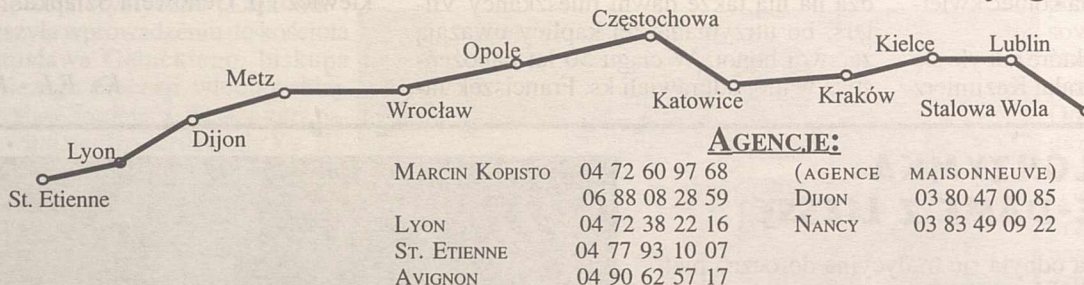 Częstochowa
Opole
Kielce
Lublin
Metz
Wrocław
Katowice
Kraków
Stalowa Wola
Lyon
Dijon
St. Etienne
AGENCJE:
MARCIN KOPISTO 04 72 60 97 68
06 88 08 28 59
LYON 04 72 38 22 16
ST. ETIENNE 04 77 93 10 07
AVIGNON 04 90 62 57 17
(AGENCE MAISONNEUVE)
DIJON 03 80 47 00 85
NANCY 03 83 49 09 22